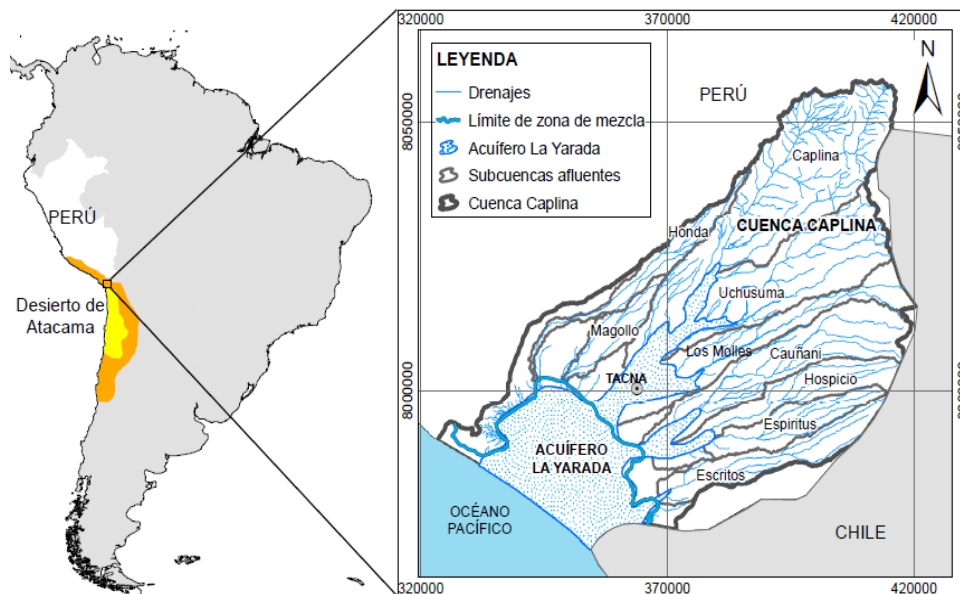 PERÚ
Desierto de
Atacama
320000
370000
420000
LEYENDA
Drenajes
Límite de zona de mezcla
Acuífero La Yarada
Subcuencas afluentes
Cuenca Caplina
PERÚ
N
8050000
Caplina
Honda
CUENCA CAPLINA
Uchusuma
Magollo
Los Molles
Cauñani
TACNA
Hospicio
8000000
Espiritus
ACUÍFERO
LA YARADA
Escritos
OCÉANO
PACÍFICO
CHILE
320000
370000
420000